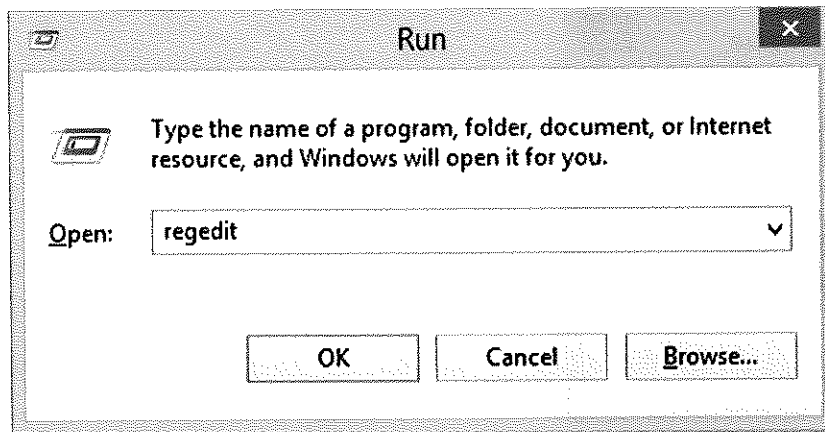 Run
Type the name of a program, folder, document, or Internet
resource, and Windows will open it for you.
Open:
regedit
OK
Cancel
Browse...